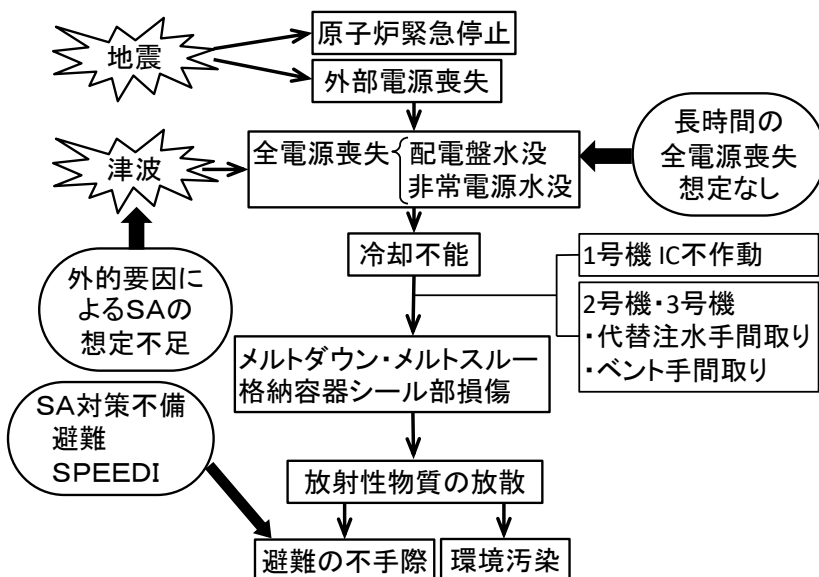 地震
原子炉緊急停止
外部電源喪失
津波
全電源喪失
配電盤水没
非常電源水没
長時間の
全電源喪失
想定なし
冷却不能
外的要因に
よるSAの
想定不足
1号機 IC不作動
2号機・3号機
・代替注水手間取り
・ベント手間取り
メルトダウン・メルトスルー
格納容器シール部損傷
SA対策不備
避難
SPEEDI
放射性物質の放散
避難の不手際
環境汚染